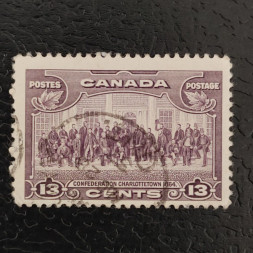 CANADA
POSTES POSTAGE
CONFEDERATION CHARLOTTETOWN 1864
13 CENTS 13